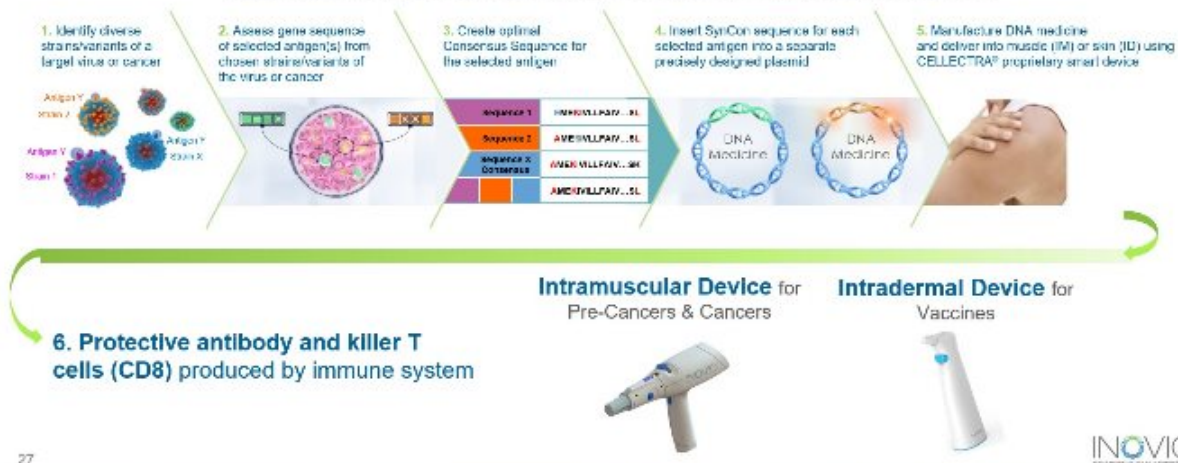 1. Identify diverse
strains/variants of a
target virus or cancer
Antigen Y
Strain 2
Antigen Y
Strain X
Antigen Y
Strain 1
2. Assess gene sequence
of selected antigen(s) from
chosen strains/variants of
the virus or cancer
3. Create optimal
Consensus Sequence for
the selected antigen
Sequence 1
Sequence 2
Sequence X
Consensus
4. Insert SynCon sequence for each
selected antigen into a separate
precisely designed plasmid
DNA
Medicine
DNA
Medicine
5. Manufacture DNA medicine
and deliver into muscle (IM) or skin (ID) using
CELLECTRA® proprietary smart device
6. Protective antibody and killer T
cells (CD8) produced by immune system
Intramuscular Device for
Pre-Cancers & Cancers
Intradermal Device for
Vaccines
27
INOVIO